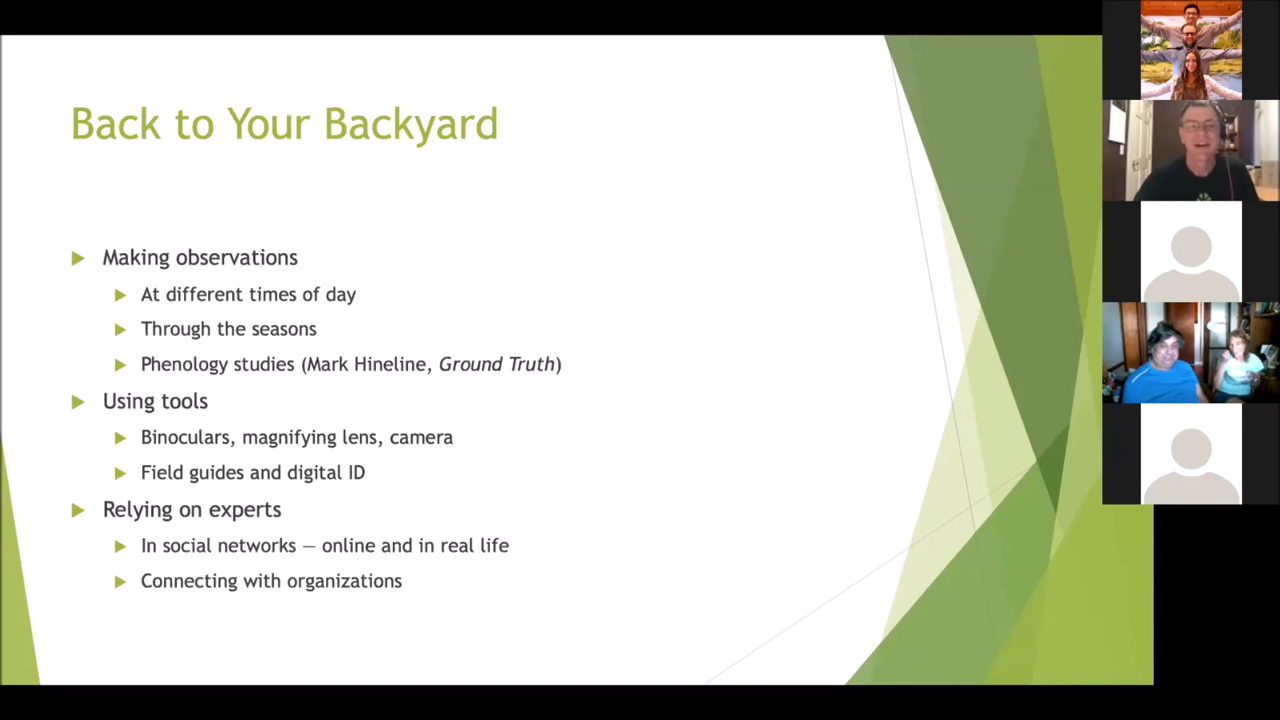 Back to Your Backyard
Making observations
At different times of day
Through the seasons
Phenology studies (Mark Hineline, Ground Truth)
Using tools
Binoculars, magnifying lens, camera
Field guides and digital ID
Relying on experts
In social networks — online and in real life
Connecting with organizations